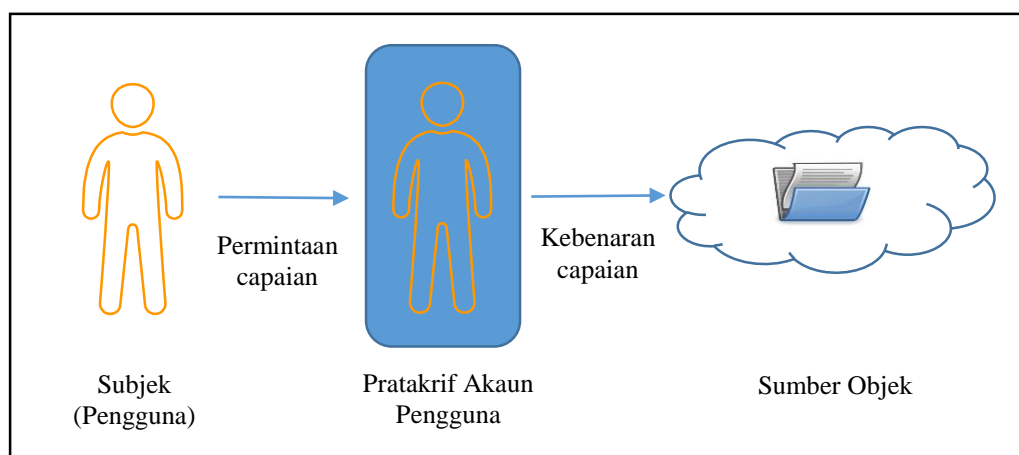 Permintaan
capaian
Kebenaran
capaian
Subjek
(Pengguna)
Pratakrif Akaun
Pengguna
Sumber Objek